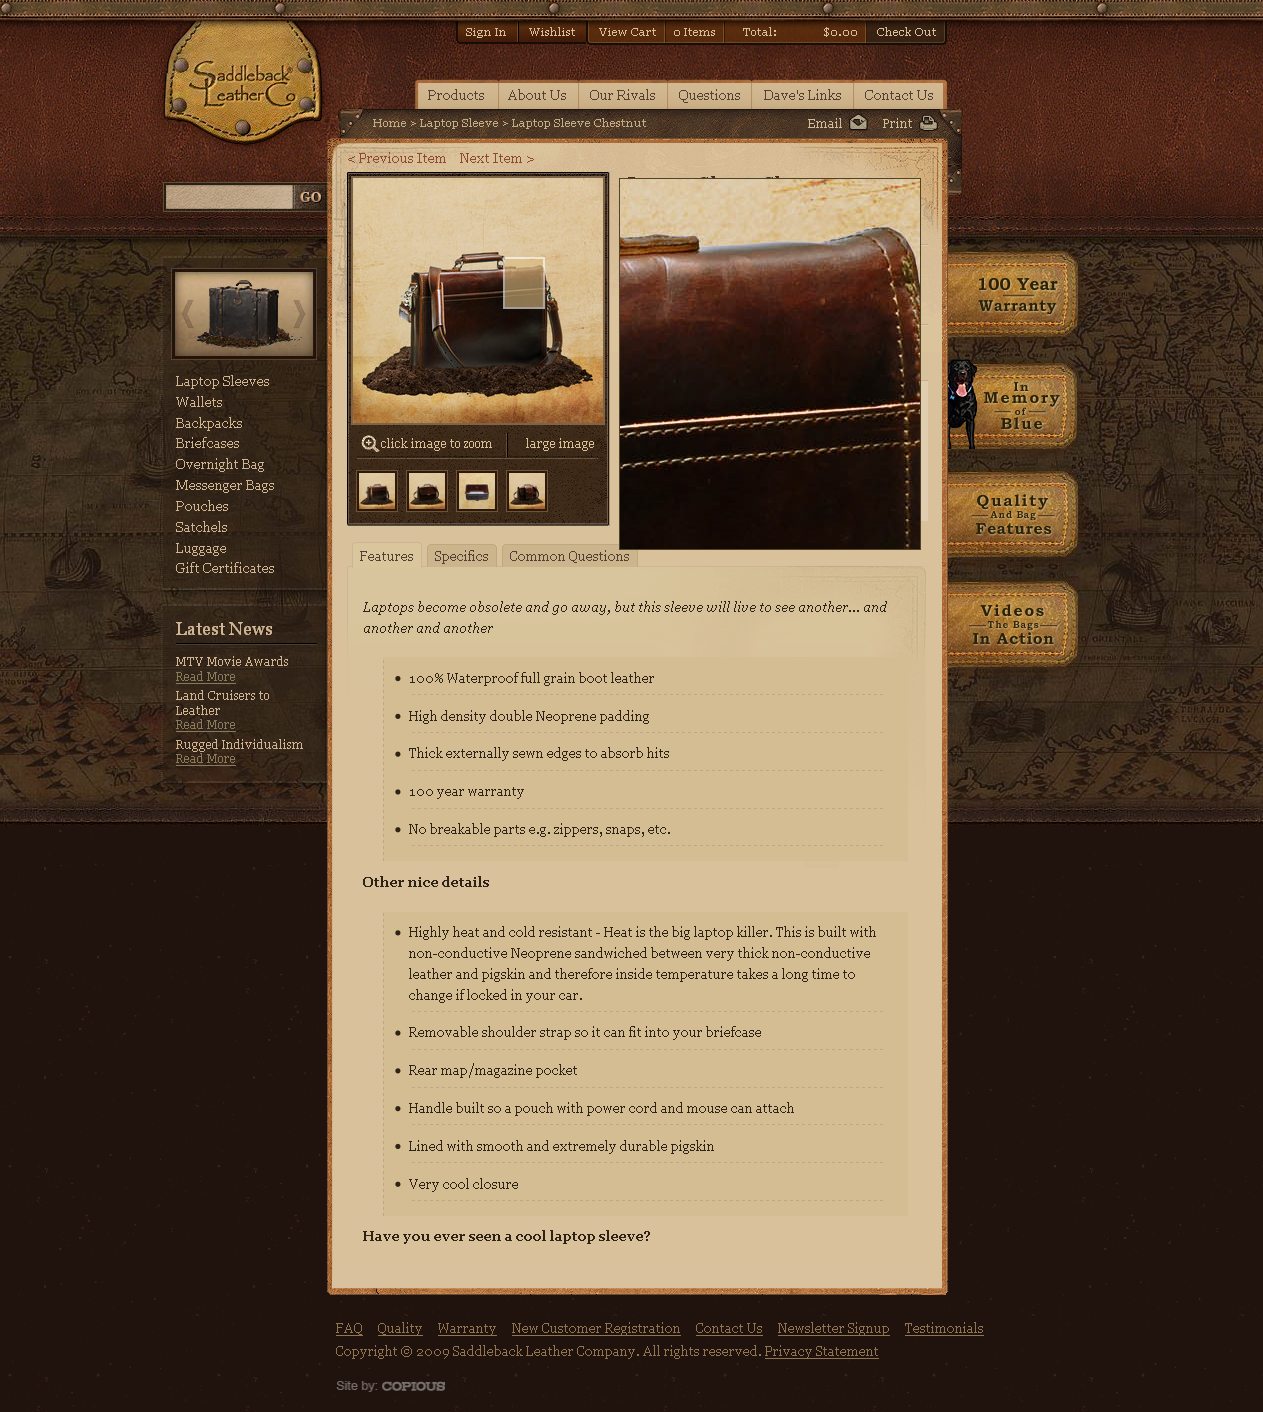 Sign In Wishlist View Cart 0 Items Total: $0.00 Check Out
Saddleback
Leather Co
Products About Us Our Rivals Questions Dave's Links Contact Us
Home > Laptop Sleeve > Laptop Sleeve Chestnut Email Print
< Previous Item Next Item >
GO
click image to zoom large image
Laptop Sleeves
Wallets
Backpacks
Briefcases
Overnight Bag
Messenger Bags
Pouches
Satchels
Luggage
Gift Certificates
Latest News
MTV Movie Awards
Read More
Land Cruisers to
Leather
Read More
Rugged Individualism
Read More
Features Specifics Common Questions
Laptops become obsolete and go away, but this sleeve will live to see another... and
another and another
100% Waterproof full grain boot leather
High density double Neoprene padding
Thick externally sewn edges to absorb hits
100 year warranty
No breakable parts e.g. zippers, snaps, etc.
Other nice details
Highly heat and cold resistant - Heat is the big laptop killer. This is built with
non-conductive Neoprene sandwiched between very thick non-conductive
leather and pigskin and therefore inside temperature takes a long time to
change if locked in your car.
Removable shoulder strap so it can fit into your briefcase
Rear map/magazine pocket
Handle built so a pouch with power cord and mouse can attach
Lined with smooth and extremely durable pigskin
Very cool closure
Have you ever seen a cool laptop sleeve?
100 Year
Warranty
In
Memory
of
Blue
Quality
And Bag
Features
Videos
The Bags
In Action
FAQ Quality Warranty New Customer Registration Contact Us Newsletter Signup Testimonials
Copyright © 2009 Saddleback Leather Company. All rights reserved. Privacy Statement
Site by: COPIOUS